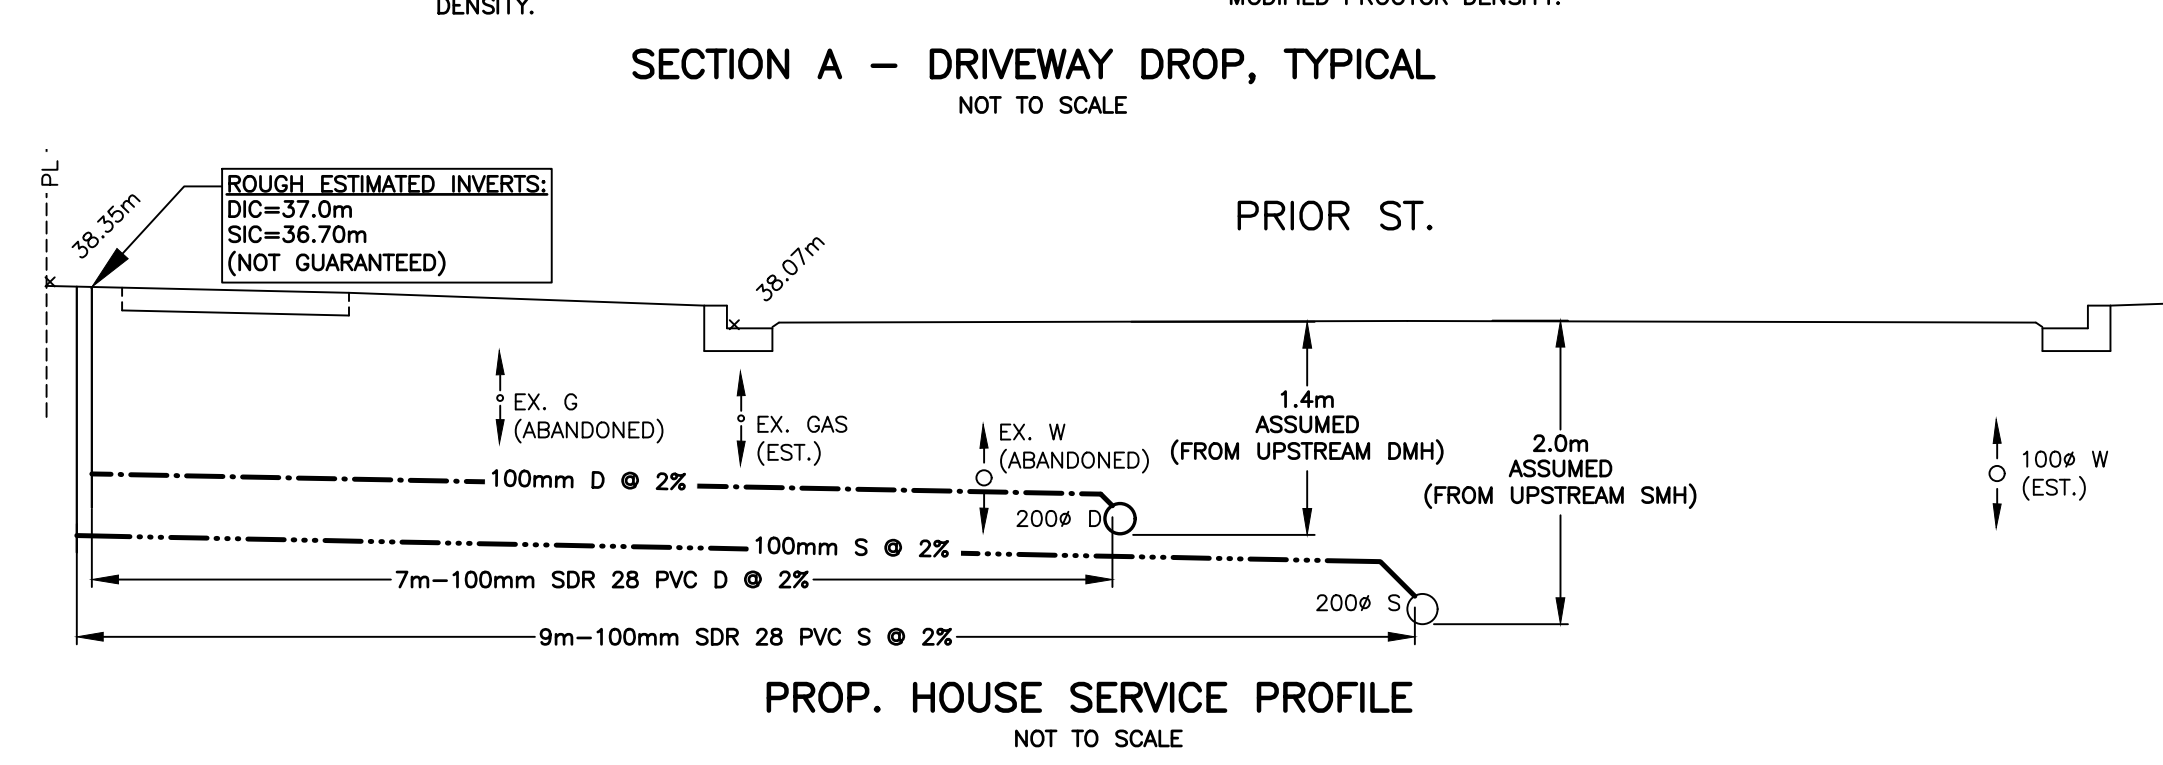 DENSITY.
MODIFIED PROCTOR DENSITY.
SECTION A – DRIVEWAY DROP, TYPICAL
NOT TO SCALE
PL
38.35m
ROUGH ESTIMATED INVERTS:
DIC=37.0m
SIC=36.70m
(NOT GUARANTEED)
PRIOR ST.
38.07m
EX. G
(ABANDONED)
EX. GAS
(EST.)
EX. W
(ABANDONED)
1.4m
ASSUMED
(FROM UPSTREAM DMH)
2.0m
ASSUMED
(FROM UPSTREAM SMH)
100ø W
(EST.)
100mm D @ 2%
200ø D
100mm S @ 2%
7m–100mm SDR 28 PVC D @ 2%
200ø S
9m–100mm SDR 28 PVC S @ 2%
PROP. HOUSE SERVICE PROFILE
NOT TO SCALE